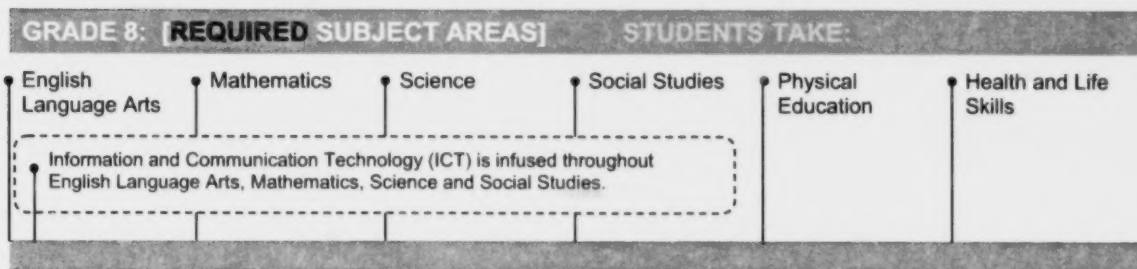 GRADE 8: [REQUIRED SUBJECT AREAS] STUDENTS TAKE:
English
Language Arts
Mathematics
Science
Social Studies
Physical
Education
Health and Life
Skills
Information and Communication Technology (ICT) is infused throughout
English Language Arts, Mathematics, Science and Social Studies.